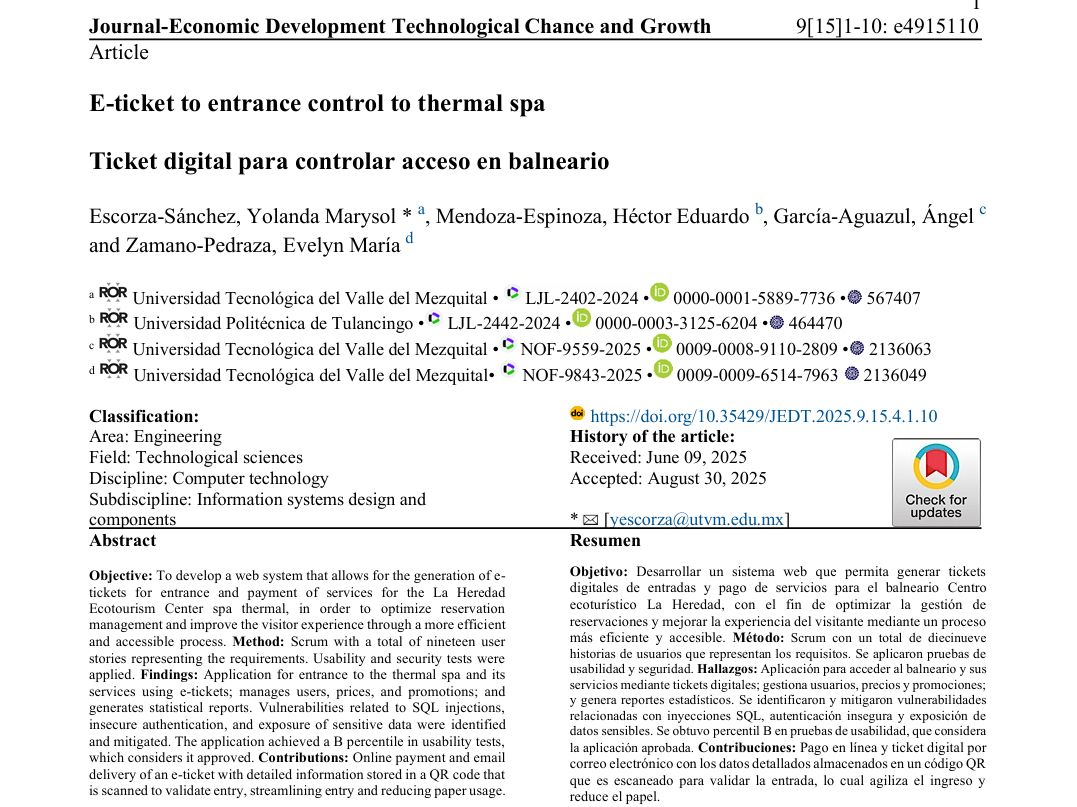 1
Journal-Economic Development Technological Chance and Growth 9[15]1-10: e4915110
Article
E-ticket to entrance control to thermal spa
Ticket digital para controlar acceso en balneario
Escorza-Sánchez, Yolanda Marysol * a, Mendoza-Espinoza, Héctor Eduardo b, García-Aguazul, Ángel c
and Zamano-Pedraza, Evelyn María d
a ROR Universidad Tecnológica del Valle del Mezquital • LJL-2402-2024 • iD 0000-0001-5889-7736 • 567407
b ROR Universidad Politécnica de Tulancingo • LJL-2442-2024 • iD 0000-0003-3125-6204 • 464470
c ROR Universidad Tecnológica del Valle del Mezquital • NOF-9559-2025 • iD 0009-0008-9110-2809 • 2136063
d ROR Universidad Tecnológica del Valle del Mezquital• NOF-9843-2025 • iD 0009-0009-6514-7963 2136049
Classification:
Area: Engineering
Field: Technological sciences
Discipline: Computer technology
Subdiscipline: Information systems design and
components
doi https://doi.org/10.35429/JEDT.2025.9.15.4.1.10
History of the article:
Received: June 09, 2025
Accepted: August 30, 2025
* ✉ [yescorza@utvm.edu.mx]
Check for
updates
Abstract
Objective: To develop a web system that allows for the generation of e-
tickets for entrance and payment of services for the La Heredad
Ecotourism Center spa thermal, in order to optimize reservation
management and improve the visitor experience through a more efficient
and accessible process. Method: Scrum with a total of nineteen user
stories representing the requirements. Usability and security tests were
applied. Findings: Application for entrance to the thermal spa and its
services using e-tickets; manages users, prices, and promotions; and
generates statistical reports. Vulnerabilities related to SQL injections,
insecure authentication, and exposure of sensitive data were identified
and mitigated. The application achieved a B percentile in usability tests,
which considers it approved. Contributions: Online payment and email
delivery of an e-ticket with detailed information stored in a QR code that
is scanned to validate entry, streamlining entry and reducing paper usage.
Resumen
Objetivo: Desarrollar un sistema web que permita generar tickets
digitales de entradas y pago de servicios para el balneario Centro
ecoturístico La Heredad, con el fin de optimizar la gestión de
reservaciones y mejorar la experiencia del visitante mediante un proceso
más eficiente y accesible. Método: Scrum con un total de diecinueve
historias de usuarios que representan los requisitos. Se aplicaron pruebas de
usabilidad y seguridad. Hallazgos: Aplicación para acceder al balneario y sus
servicios mediante tickets digitales; gestiona usuarios, precios y promociones;
y genera reportes estadísticos. Se identificaron y mitigaron vulnerabilidades
relacionadas con inyecciones SQL, autenticación insegura y exposición de
datos sensibles. Se obtuvo percentil B en pruebas de usabilidad, que considera
la aplicación aprobada. Contribuciones: Pago en línea y ticket digital por
correo electrónico con los datos detallados almacenados en un código QR
que es escaneado para validar la entrada, lo cual agiliza el ingreso y
reduce el papel.